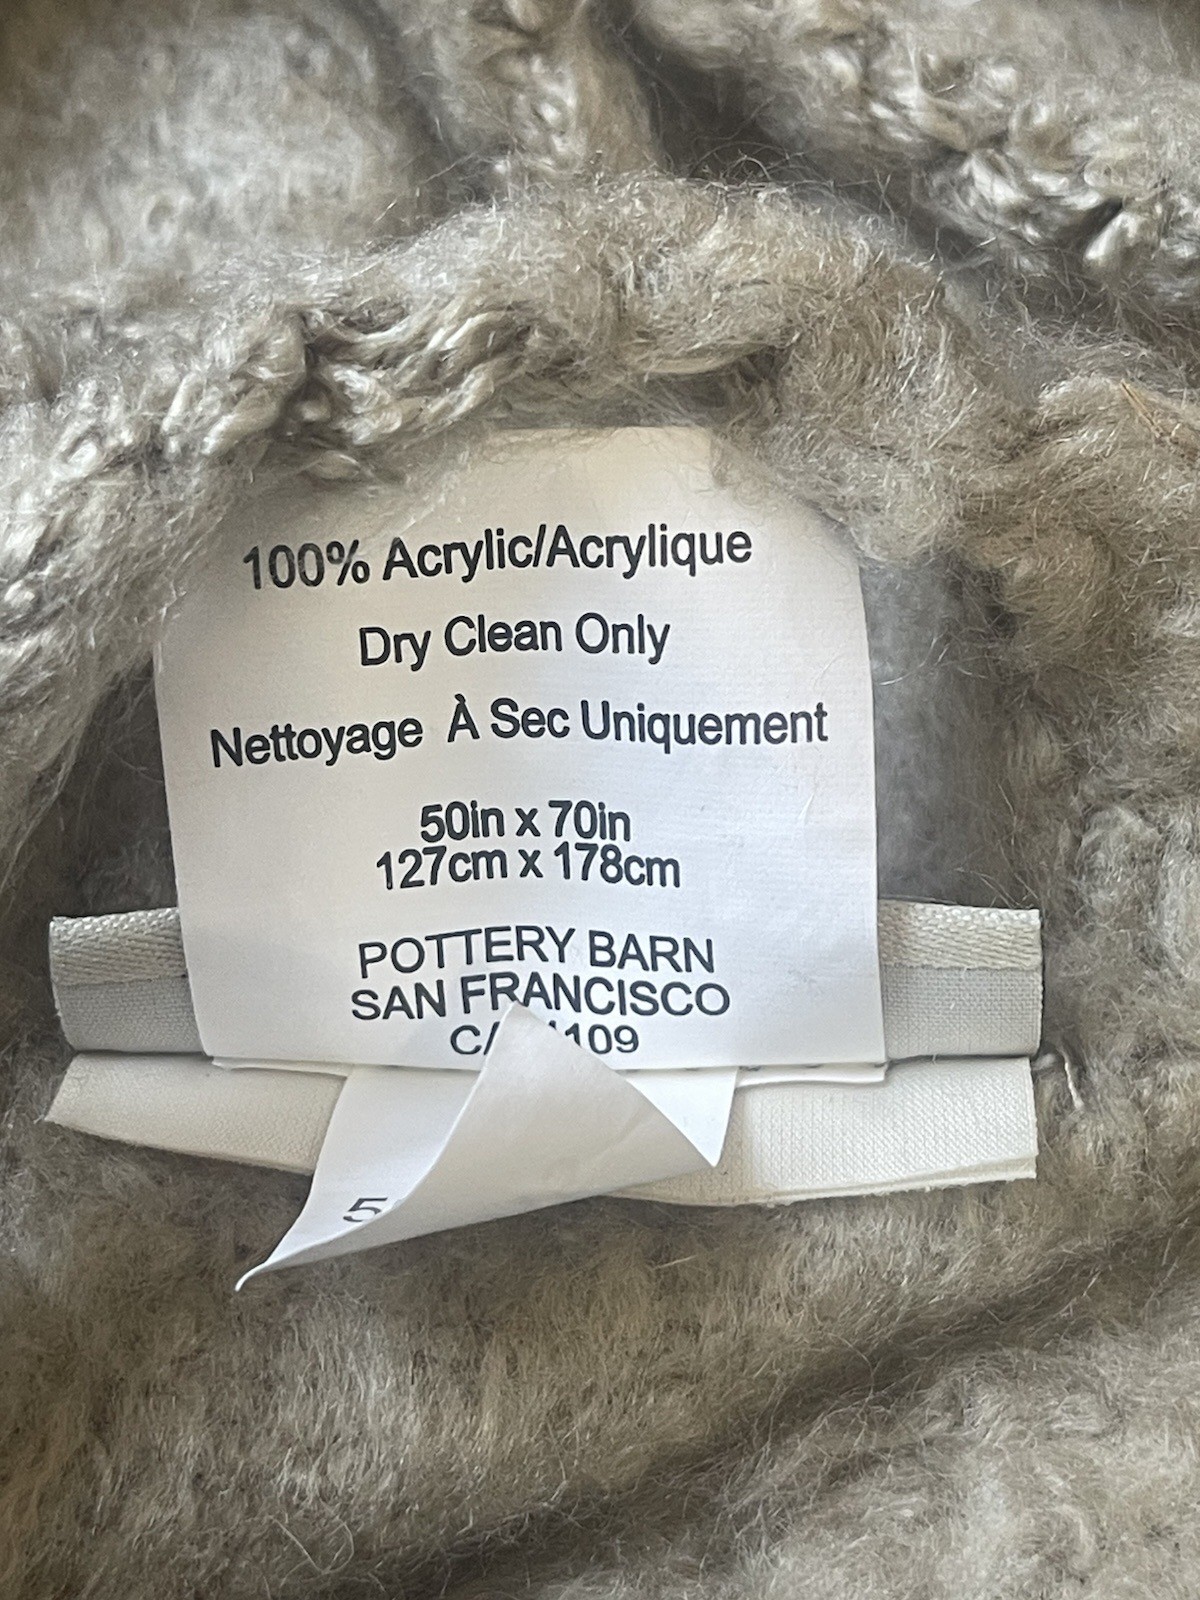 100% Acrylic/Acrylique
Dry Clean Only
Nettoyage À Sec Uniquement
50in x 70in
127cm x 178cm
POTTERY BARN
SAN FRANCISCO